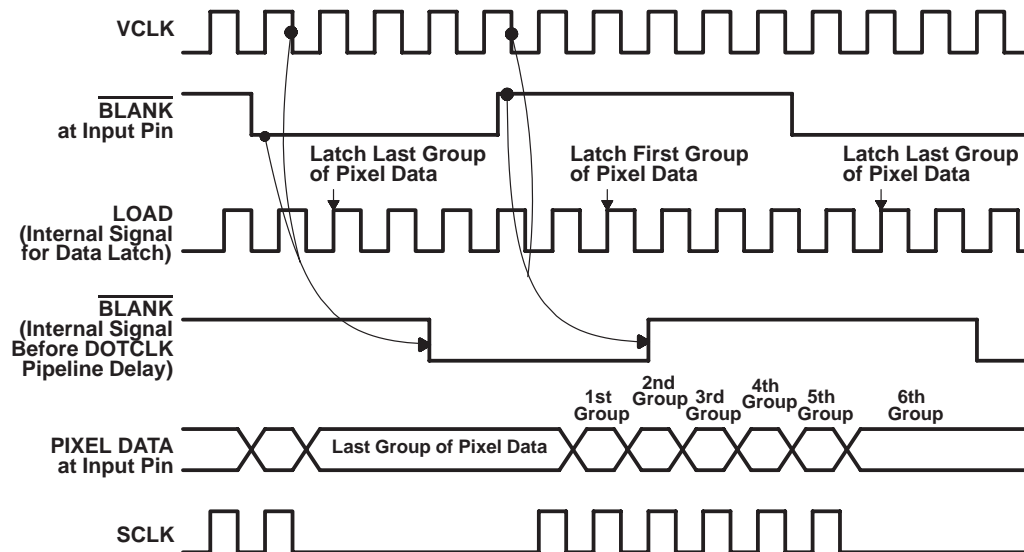 VCLK
BLANK
at Input Pin
Latch Last Group
of Pixel Data
Latch First Group
of Pixel Data
Latch Last Group
of Pixel Data
LOAD
(Internal Signal
for Data Latch)
BLANK
(Internal Signal
Before DOTCLK
Pipeline Delay)
1st
Group
2nd
Group
3rd
Group
4th
Group
5th
Group
6th
Group
PIXEL DATA
at Input Pin
Last Group of Pixel Data
SCLK